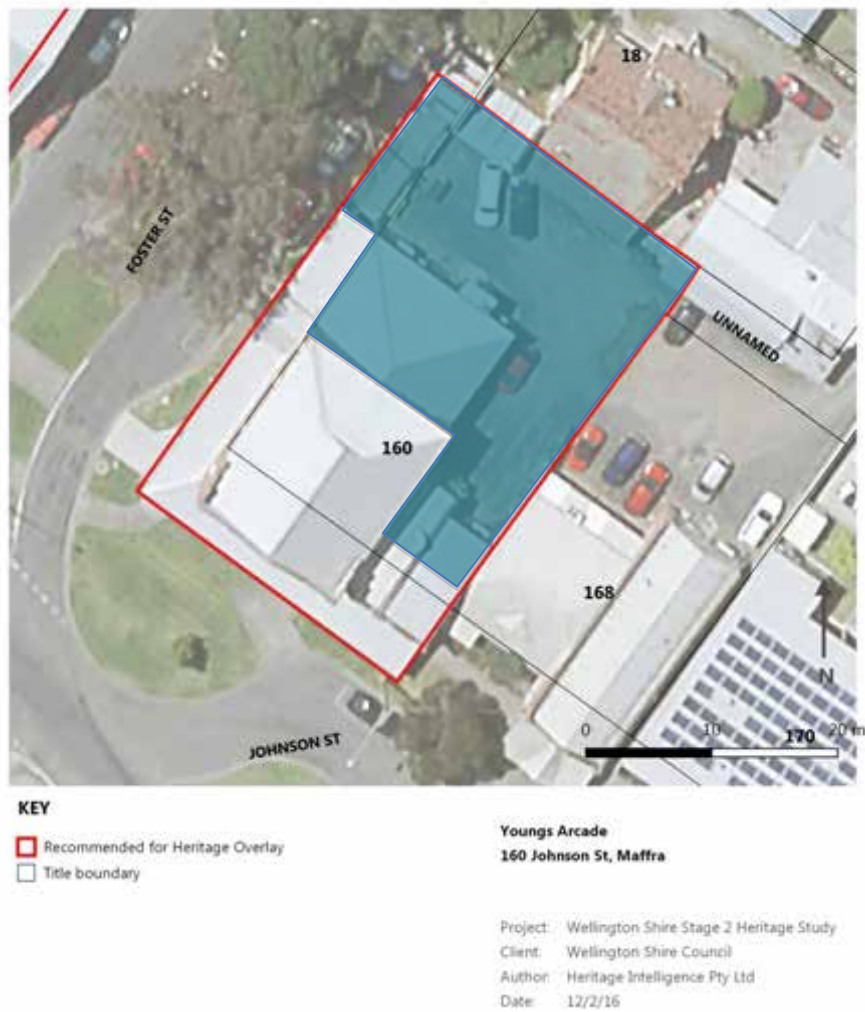 18
FOSTER ST
UNNAMED
160
168
N
0 10 20 m
170
JOHNSON ST
KEY
Recommended for Heritage Overlay
Title boundary
Youngs Arcade
160 Johnson St, Maffra
Project: Wellington Shire Stage 2 Heritage Study
Client: Wellington Shire Council
Author: Heritage Intelligence Pty Ltd
Date: 12/2/16